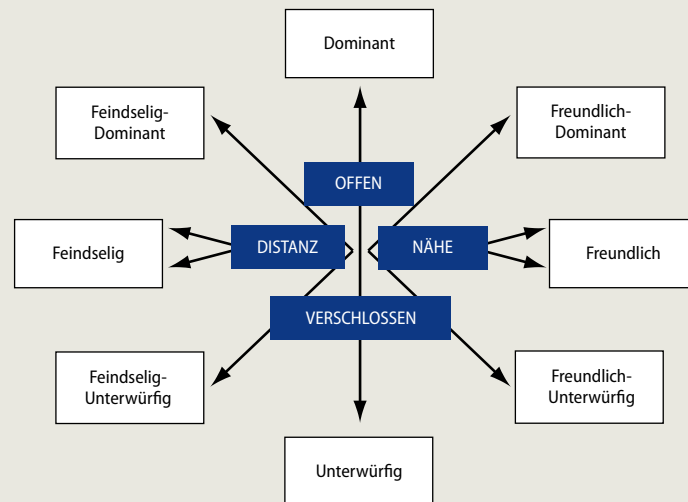 Dominant
Feindselig-
Dominant
Freundlich-
Dominant
OFFEN
Feindselig
DISTANZ
NÄHE
Freundlich
VERSCHLOSSEN
Feindselig-
Unterwürfig
Freundlich-
Unterwürfig
Unterwürfig